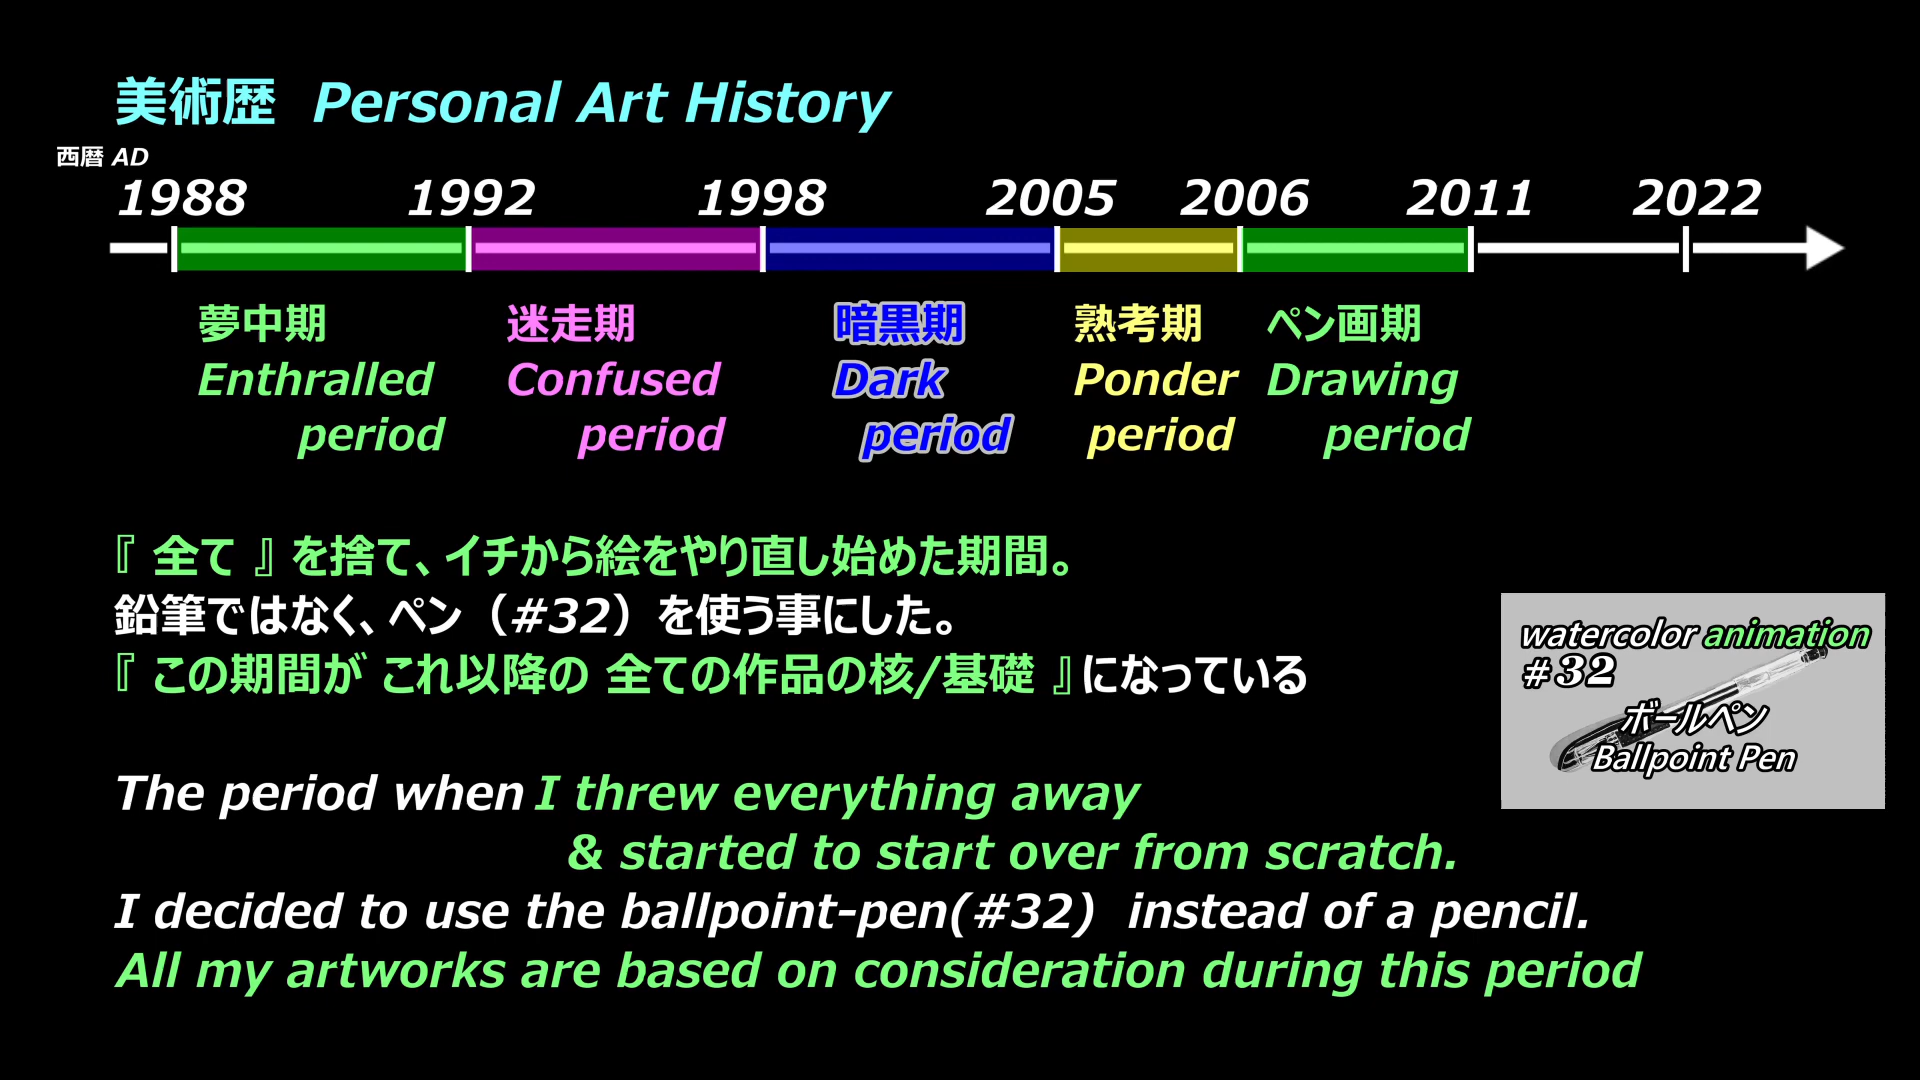 美術歴 Personal Art History
西暦 AD
1988 1992 1998 2005 2006 2011 2022
夢中期 迷走期 暗黒期 熟考期 ペン画期
Enthralled Confused Dark Ponder Drawing
period period period period period
『 全て 』 を捨て、イチから絵をやり直し始めた期間。
鉛筆ではなく、ペン（#32）を使う事にした。
『 この期間が これ以降の 全ての作品の核/基礎 』になっている
watercolor animation
#32
ボールペン
Ballpoint Pen
The period when I threw everything away
& started to start over from scratch.
I decided to use the ballpoint-pen(#32) instead of a pencil.
All my artworks are based on consideration during this period